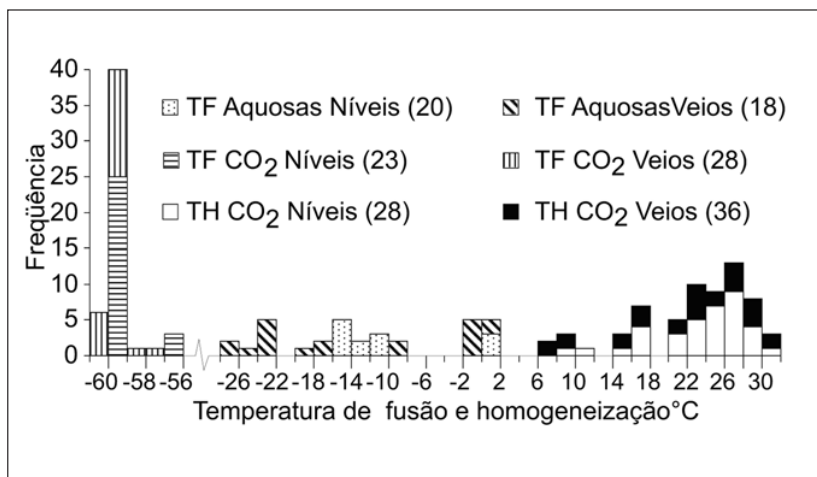 40
35
30
25
20
15
10
5
0
Freqüência
TF Aquosas Níveis (20) TF AquosasVeios (18)
TF CO2 Níveis (23) TF CO2 Veios (28)
TH CO2 Níveis (28) TH CO2 Veios (36)
-60 -58 -56 -26 -22 -18 -14 -10 -6 -2 2 6 10 14 18 22 26 30
Temperatura de fusão e homogeneização°C